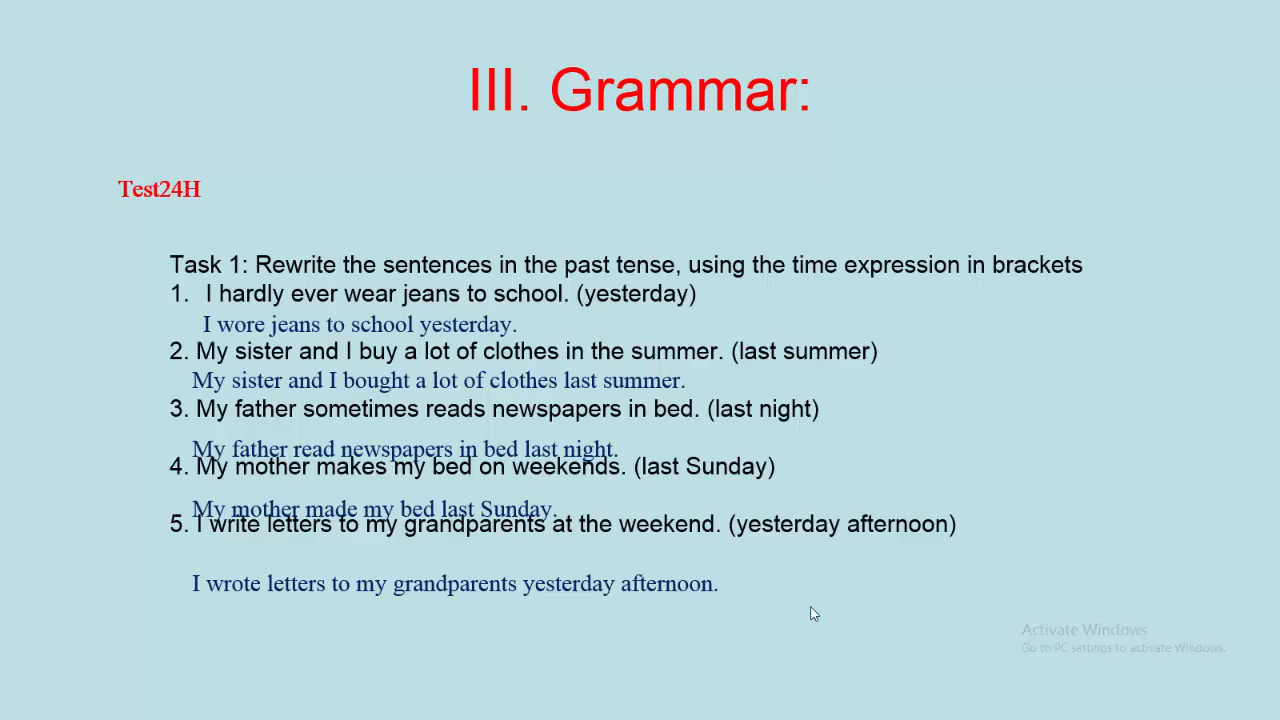 III. Grammar:
Test24H
Task 1: Rewrite the sentences in the past tense, using the time expression in brackets
1. I hardly ever wear jeans to school. (yesterday)
I wore jeans to school yesterday.
2. My sister and I buy a lot of clothes in the summer. (last summer)
My sister and I bought a lot of clothes last summer.
3. My father sometimes reads newspapers in bed. (last night)
My father read newspapers in bed last night.
4. My mother makes my bed on weekends. (last Sunday)
My mother made my bed last Sunday.
5. I write letters to my grandparents at the weekend. (yesterday afternoon)
I wrote letters to my grandparents yesterday afternoon.
Activate Windows
Go to PC settings to activate Windows.